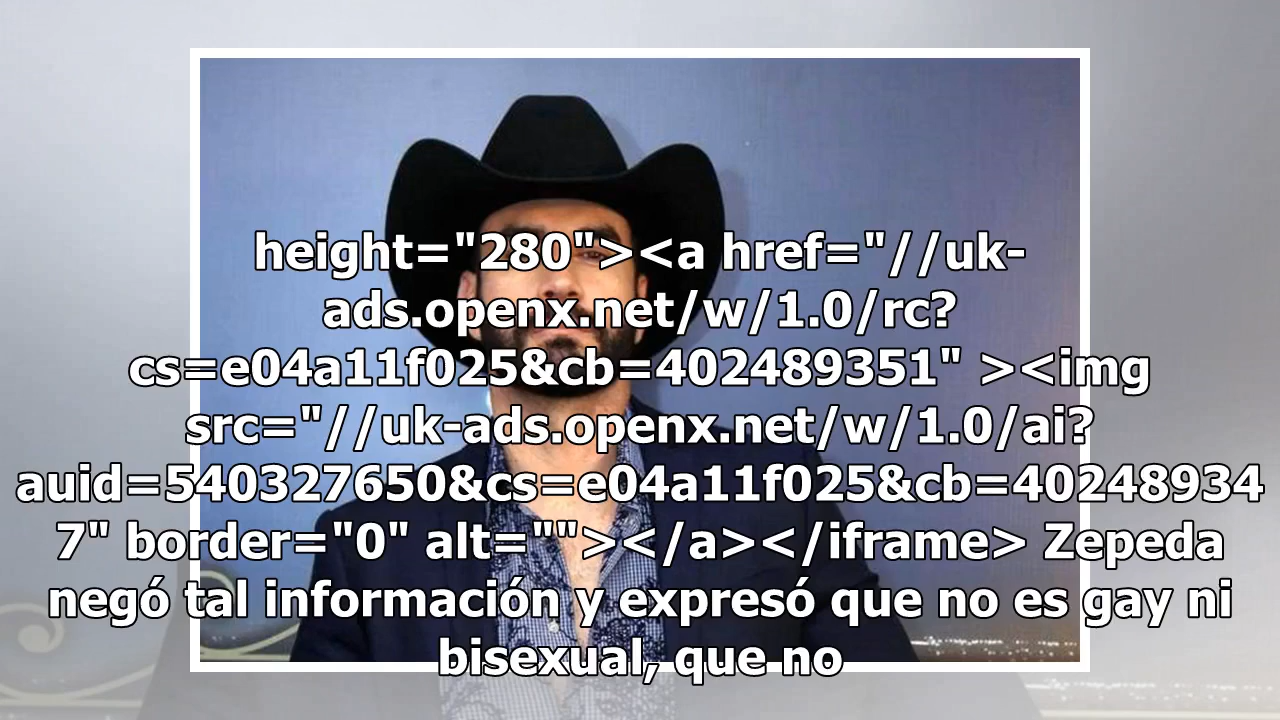 height="280"><a href="//uk-
ads.openx.net/w/1.0/rc?
cs=e04a11f025&cb=402489351" ><img
src="//uk-ads.openx.net/w/1.0/ai?
auid=540327650&cs=e04a11f025&cb=40248934
7" border="0" alt=""></a></iframe> Zepeda
negó tal información y expresó que no es gay ni
bisexual, que no